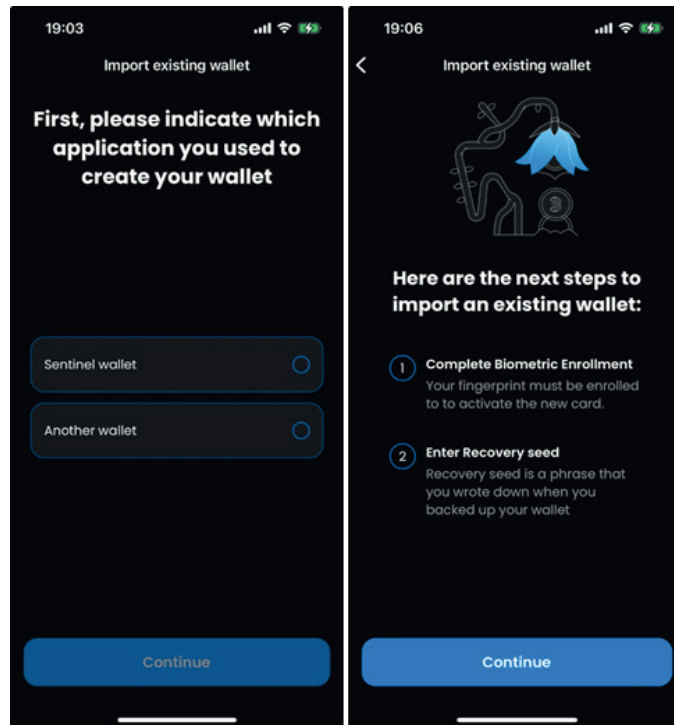 19:03
Import existing wallet
First, please indicate which
application you used to
create your wallet
Sentinel wallet
Another wallet
Continue
19:06
Import existing wallet
Here are the next steps to
import an existing wallet:
1
Complete Biometric Enrollment
Your fingerprint must be enrolled
to to activate the new card.
2
Enter Recovery seed
Recovery seed is a phrase that
you wrote down when you
backed up your wallet
Continue